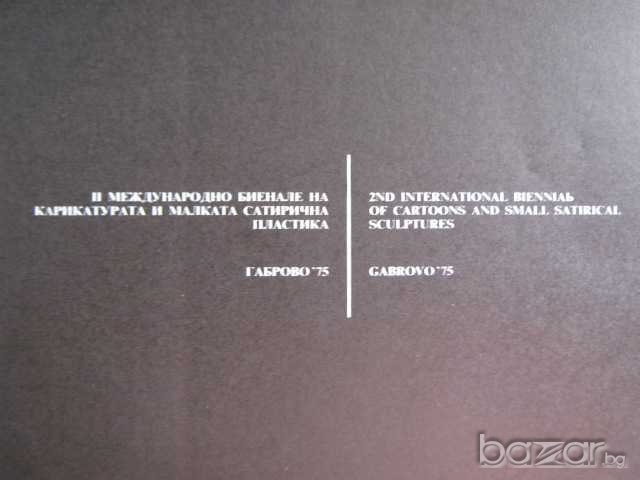 II МЕЖДУНАРОДНО БИЕНАЛЕ НА
КАРИКАТУРАТА И МАЛКАТА САТИРИЧНА
ПЛАСТИКА
ГАБРОВО '75
2ND INTERNATIONAL BIENNIAL
OF CARTOONS AND SMALL SATIRICAL
SCULPTURES
GABROVO '75
bazar.bg